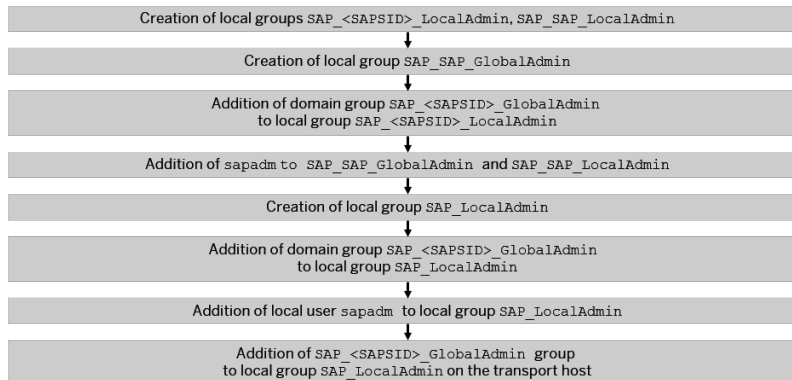 Creation of local groups SAP_<SAPSID>_LocalAdmin, SAP_SAP_LocalAdmin
Creation of local group SAP_SAP_GlobalAdmin
Addition of domain group SAP_<SAPSID>_GlobalAdmin
to local group SAP_<SAPSID>_LocalAdmin
Addition of sapadm to SAP_SAP_GlobalAdmin and SAP_SAP_LocalAdmin
Creation of local group SAP_LocalAdmin
Addition of domain group SAP_<SAPSID>_GlobalAdmin
to local group SAP_LocalAdmin
Addition of local user sapadm to local group SAP_LocalAdmin
Addition of SAP_<SAPSID>_GlobalAdmin group
to local group SAP_LocalAdmin on the transport host